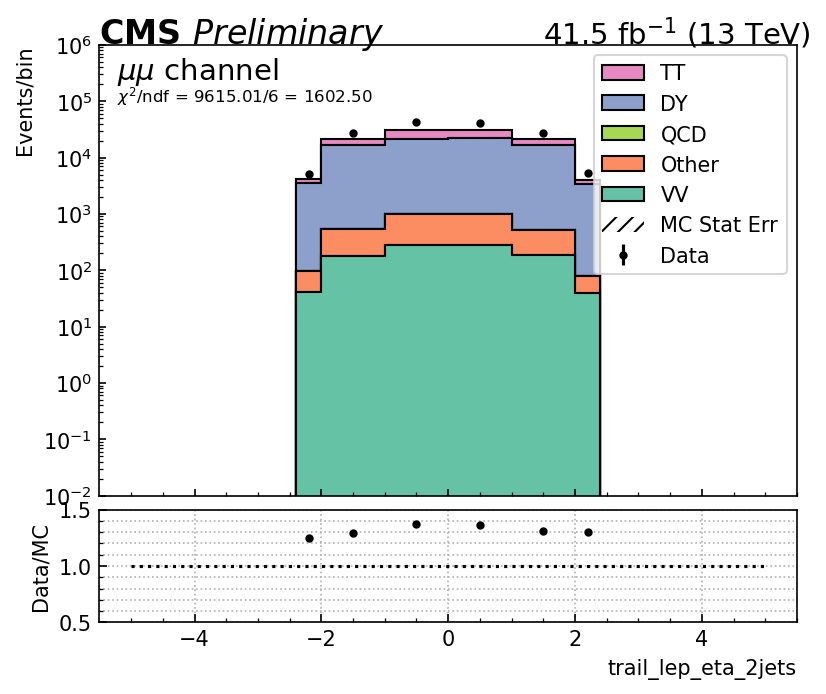 CMS Preliminary 41.5 fb⁻¹ (13 TeV)
Events/bin
10⁶
10⁵
10⁴
10³
10²
10¹
10⁰
10⁻¹
10⁻²
μμ channel
χ²/ndf = 9615.01/6 = 1602.50
TT
DY
QCD
Other
VV
MC Stat Err
Data
Data/MC
1.5
1.0
0.5
−4 −2 0 2 4
trail_lep_eta_2jets